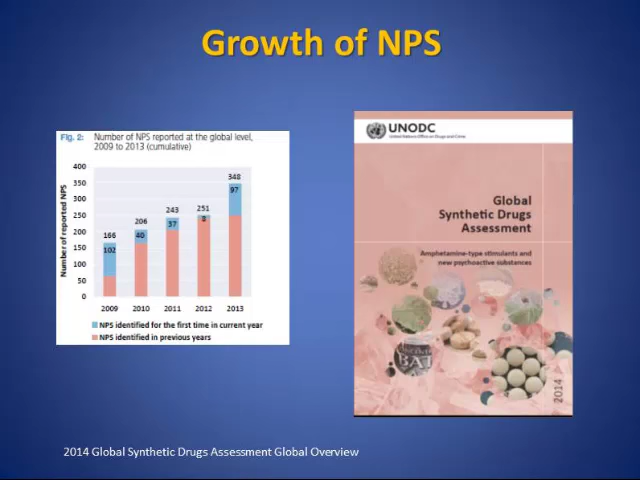 Growth of NPS
Fig. 2: Number of NPS reported at the global level,
2009 to 2013 (cumulative)
Number of reported NPS
400
350
300
250
200
150
100
50
0
166
102
206
40
243
37
251
8
348
97
2009 2010 2011 2012 2013
NPS identified for the first time in current year
NPS identified in previous years
UNODC
United Nations Office on Drugs and Crime
Global
Synthetic Drugs
Assessment
Amphetamine-type stimulants and
new psychoactive substances
2014
2014 Global Synthetic Drugs Assessment Global Overview